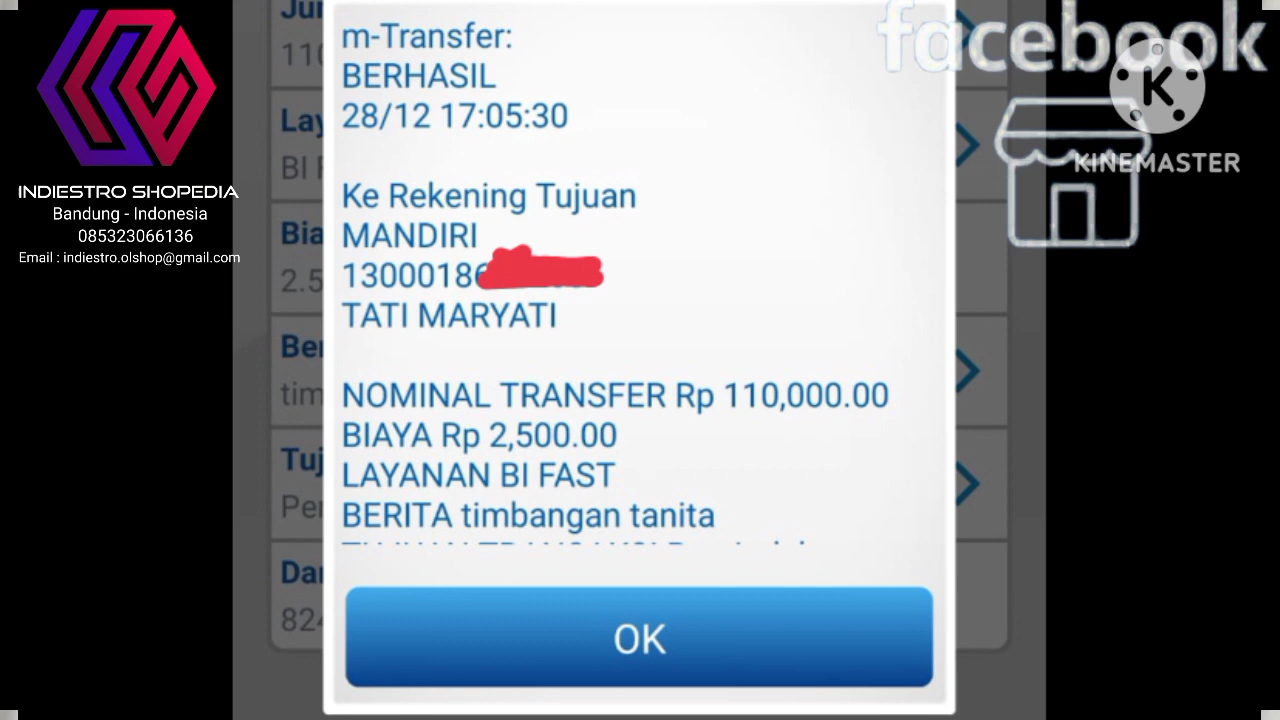 INDIESTRO SHOPEDIA
Bandung - Indonesia
085323066136
Email : indiestro.olshop@gmail.com
facebook
K
KINEMASTER
m-Transfer:
BERHASIL
28/12 17:05:30
Ke Rekening Tujuan
MANDIRI
1300018
TATI MARYATI
NOMINAL TRANSFER Rp 110,000.00
BIAYA Rp 2,500.00
LAYANAN BI FAST
BERITA timbangan tanita
OK